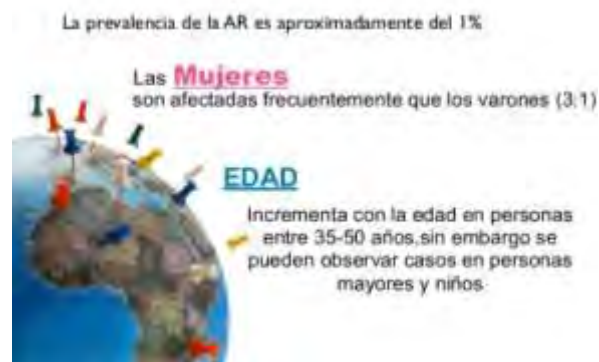 La prevalencia de la AR es aproximadamente del 1%
Las Mujeres
son afectadas frecuentemente que los varones (3:1)
EDAD
Incrementa con la edad en personas
entre 35-50 años,sin embargo se
pueden observar casos en personas
mayores y niños